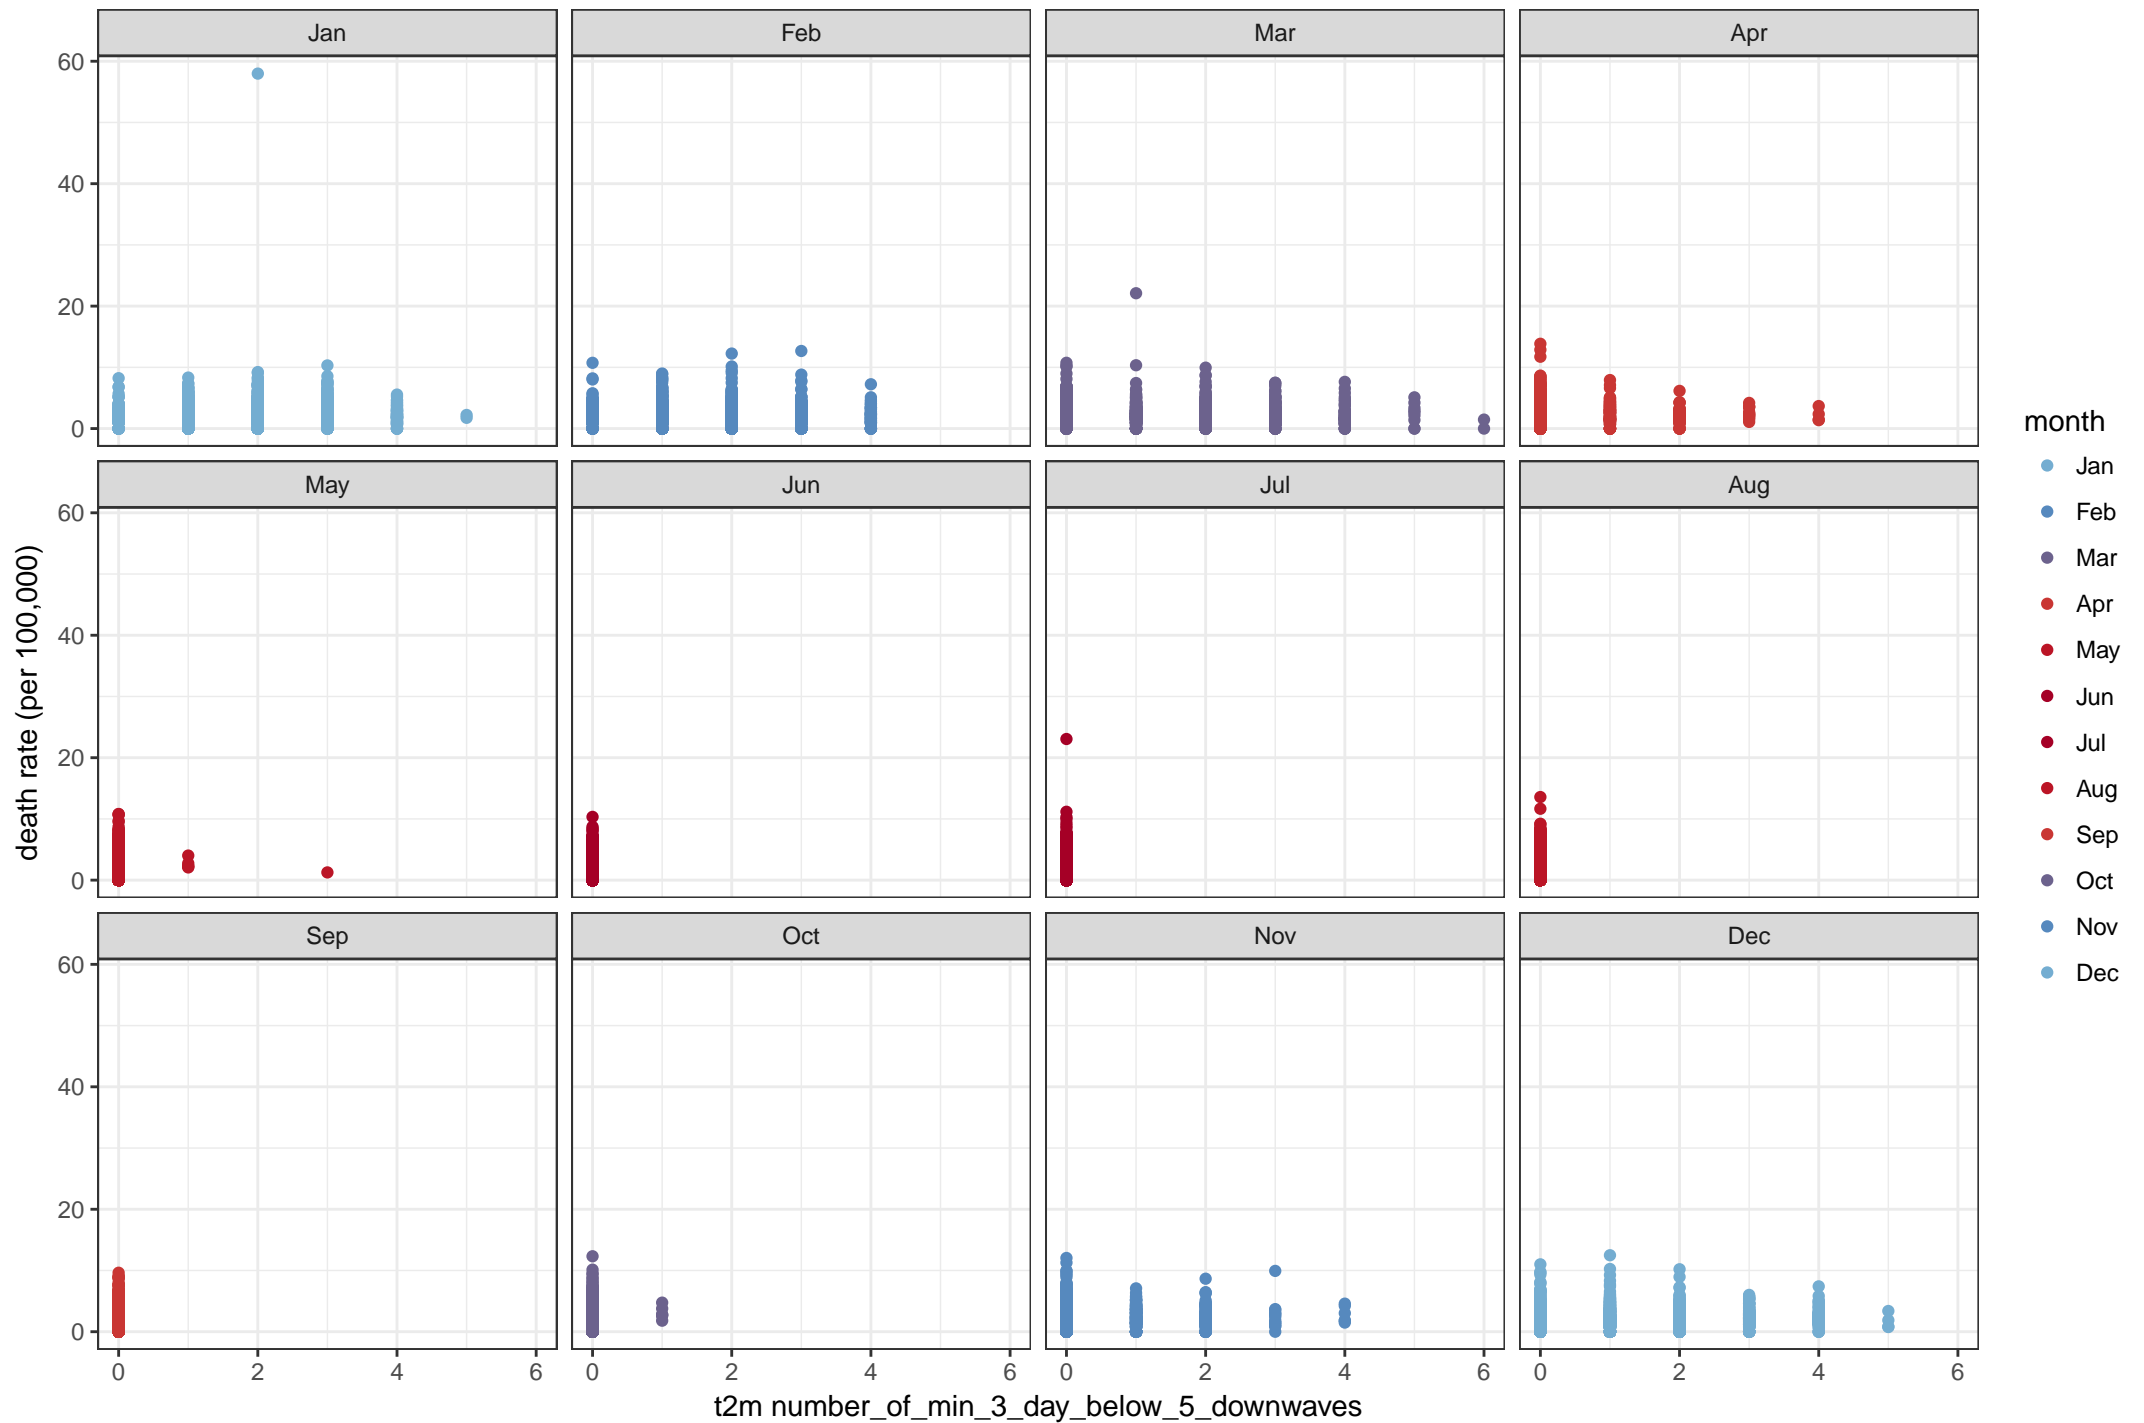 Jan Feb Mar Apr
60
40
20
0
May Jun Jul Aug
60
40
20
0
Sep Oct Nov Dec
60
40
20
0
0 2 4 6 0 2 4 6 0 2 4 6 0 2 4 6
t2m number_of_min_3_day_below_5_downwaves
death rate (per 100,000)
month
Jan
Feb
Mar
Apr
May
Jun
Jul
Aug
Sep
Oct
Nov
Dec